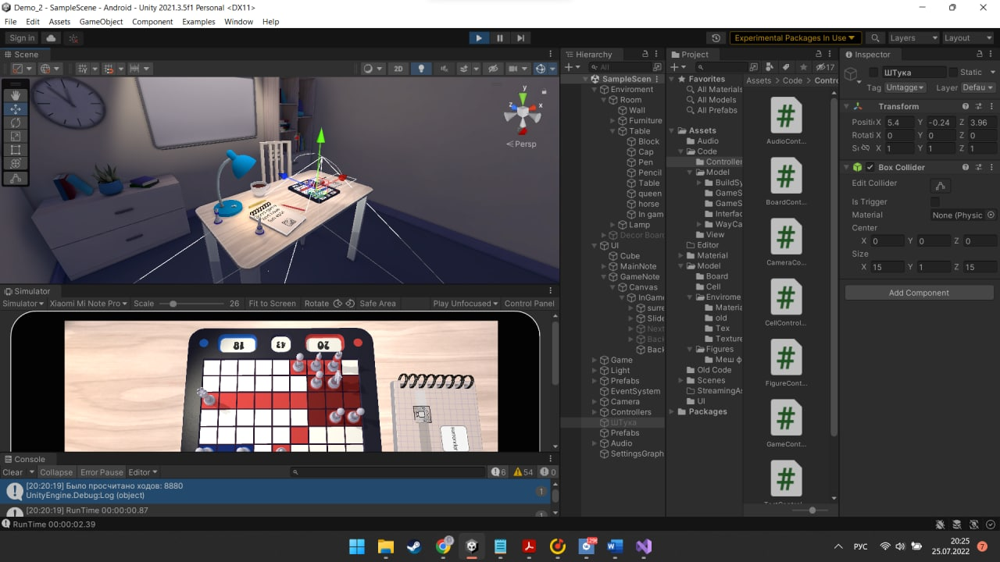 Demo_2 - SampleScene - Android - Unity 2021.3.5f1 Personal <DX11>
File Edit Assets GameObject Component Examples Window Help
Sign in
Experimental Packages In Use
Layers
Layout
Scene
2D
y
z
x
Persp
Hierarchy
All
SampleScen
Enviroment
Room
Wall
Furniture
Table
Block
Cap
Pen
Pencil
Table
queen
horse
In gam
Lamp
Decor Boar
UI
Cube
MainNote
GameNote
Canvas
InGame
surre
Slide
Next
Back
Back
Game
Light
Prefabs
EventSystem
Camera
Controllers
ШТука
Prefabs
Audio
SettingsGraph
Project
17
Favorites
All Materials
All Models
All Prefabs
Assets
Audio
Code
Controller
Model
BuildSy
GameS
GameS
Interfac
WayCa
View
Editor
Material
Model
Board
Cell
Envirome
Materia
old
Tex
Texture
Figures
Меш ф
Old Code
Scenes
StreamingAs
UI
Packages
Assets > Code > Contro
AudioCont...
BoardCont...
CameraCo...
CellControl...
FigureCont...
GameCont...
Inspector
ШТука
Static
Tag Untagge
Layer Defau
Transform
Positi X 5.4 Y -0.24 Z 3.96
Rotati X 0 Y 0 Z 0
X 1 Y 1 Z 1
Box Collider
Edit Collider
Is Trigger
Material None (Physic
Center
X 0 Y 0 Z 0
Size
X 15 Y 1 Z 15
Add Component
Simulator
Simulator Xiaomi Mi Note Pro Scale 26 Fit to Screen Rotate Safe Area Play Unfocused Control Panel
18
43
20
surrender
Console
Clear Collapse Error Pause Editor 6 54 0
[20:20:19] Было просчитано ходов: 8880
UnityEngine.Debug:Log (object)
1
[20:20:19] RunTime 00:00:00.87
1
RunTime 00:00:02.39
РУС
20:25
25.07.2022
7